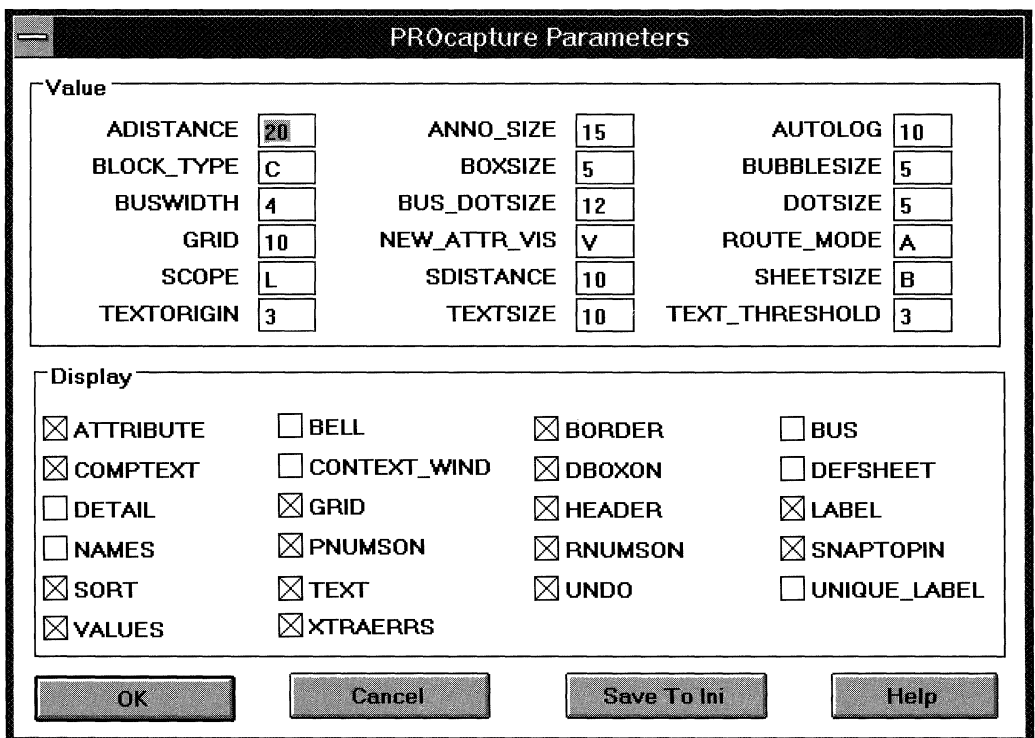 PROcapture Parameters
Value
ADISTANCE 20 ANNO_SIZE 15 AUTOLOG 10
BLOCK_TYPE C BOXSIZE 5 BUBBLESIZE 5
BUSWIDTH 4 BUS_DOTSIZE 12 DOTSIZE 5
GRID 10 NEW_ATTR_VIS V ROUTE_MODE A
SCOPE L SDISTANCE 10 SHEETSIZE B
TEXTORIGIN 3 TEXTSIZE 10 TEXT_THRESHOLD 3
Display
ATTRIBUTE BELL BORDER BUS
COMPTEXT CONTEXT_WIND DBOXON DEFSHEET
DETAIL GRID HEADER LABEL
NAMES PNUMSON RNUMSON SNAPTOPIN
SORT TEXT UNDO UNIQUE_LABEL
VALUES XTRAERRS
OK Cancel Save To Ini Help